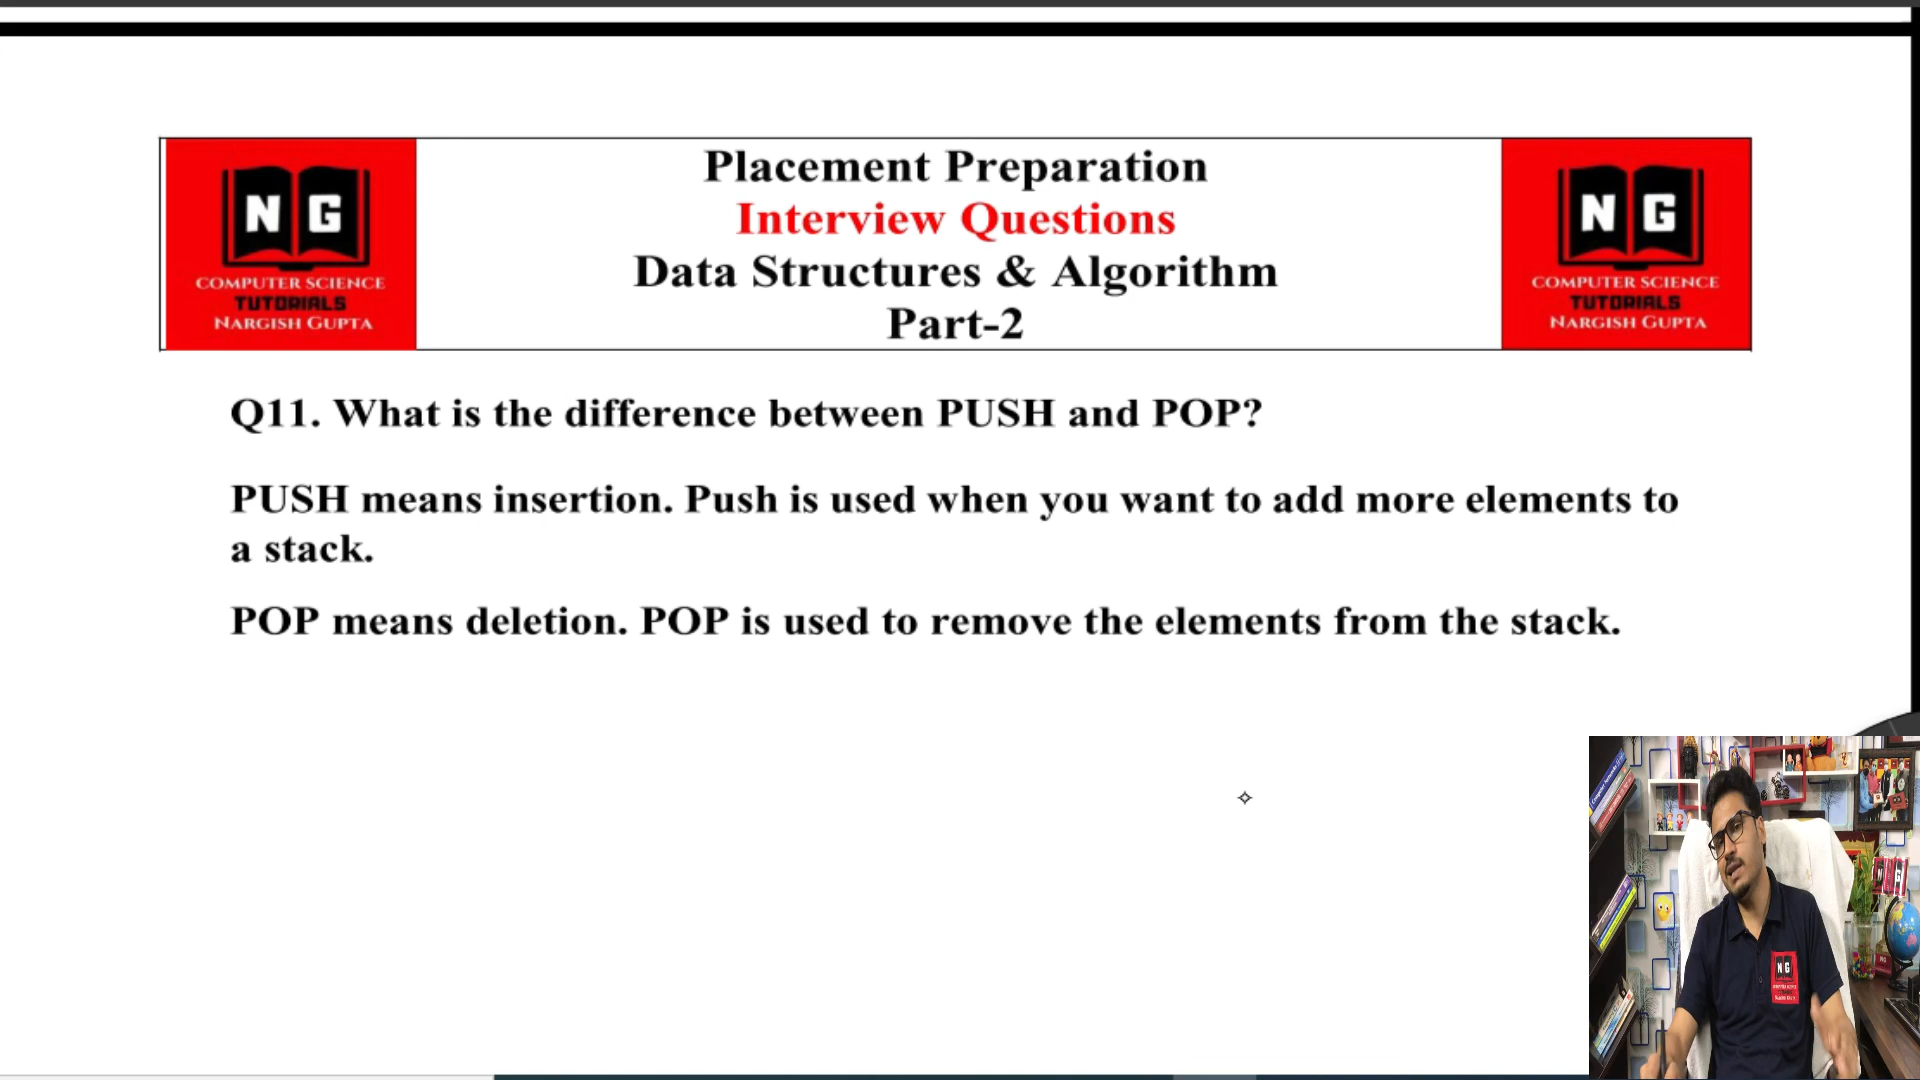 Placement Preparation
Interview Questions
Data Structures & Algorithm
Part-2
N G
COMPUTER SCIENCE
TUTORIALS
NARGISH GUPTA
N G
COMPUTER SCIENCE
TUTORIALS
NARGISH GUPTA
Q11. What is the difference between PUSH and POP?
PUSH means insertion. Push is used when you want to add more elements to
a stack.
POP means deletion. POP is used to remove the elements from the stack.
N G